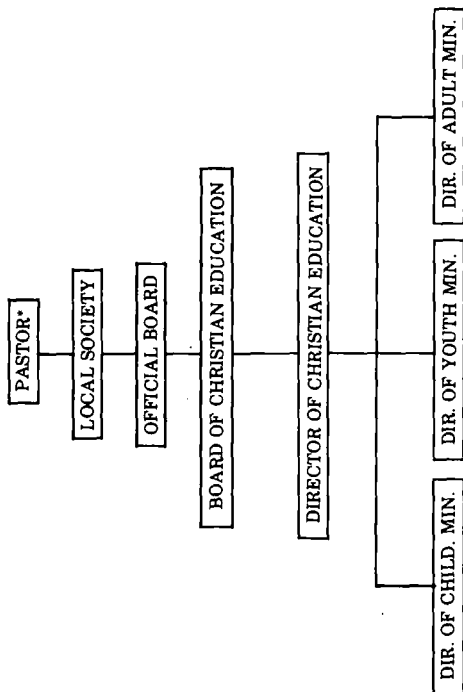 PASTOR*
LOCAL SOCIETY
OFFICIAL BOARD
BOARD OF CHRISTIAN EDUCATION
DIRECTOR OF CHRISTIAN EDUCATION
DIR. OF CHILD. MIN.
DIR. OF YOUTH MIN.
DIR. OF ADULT MIN.